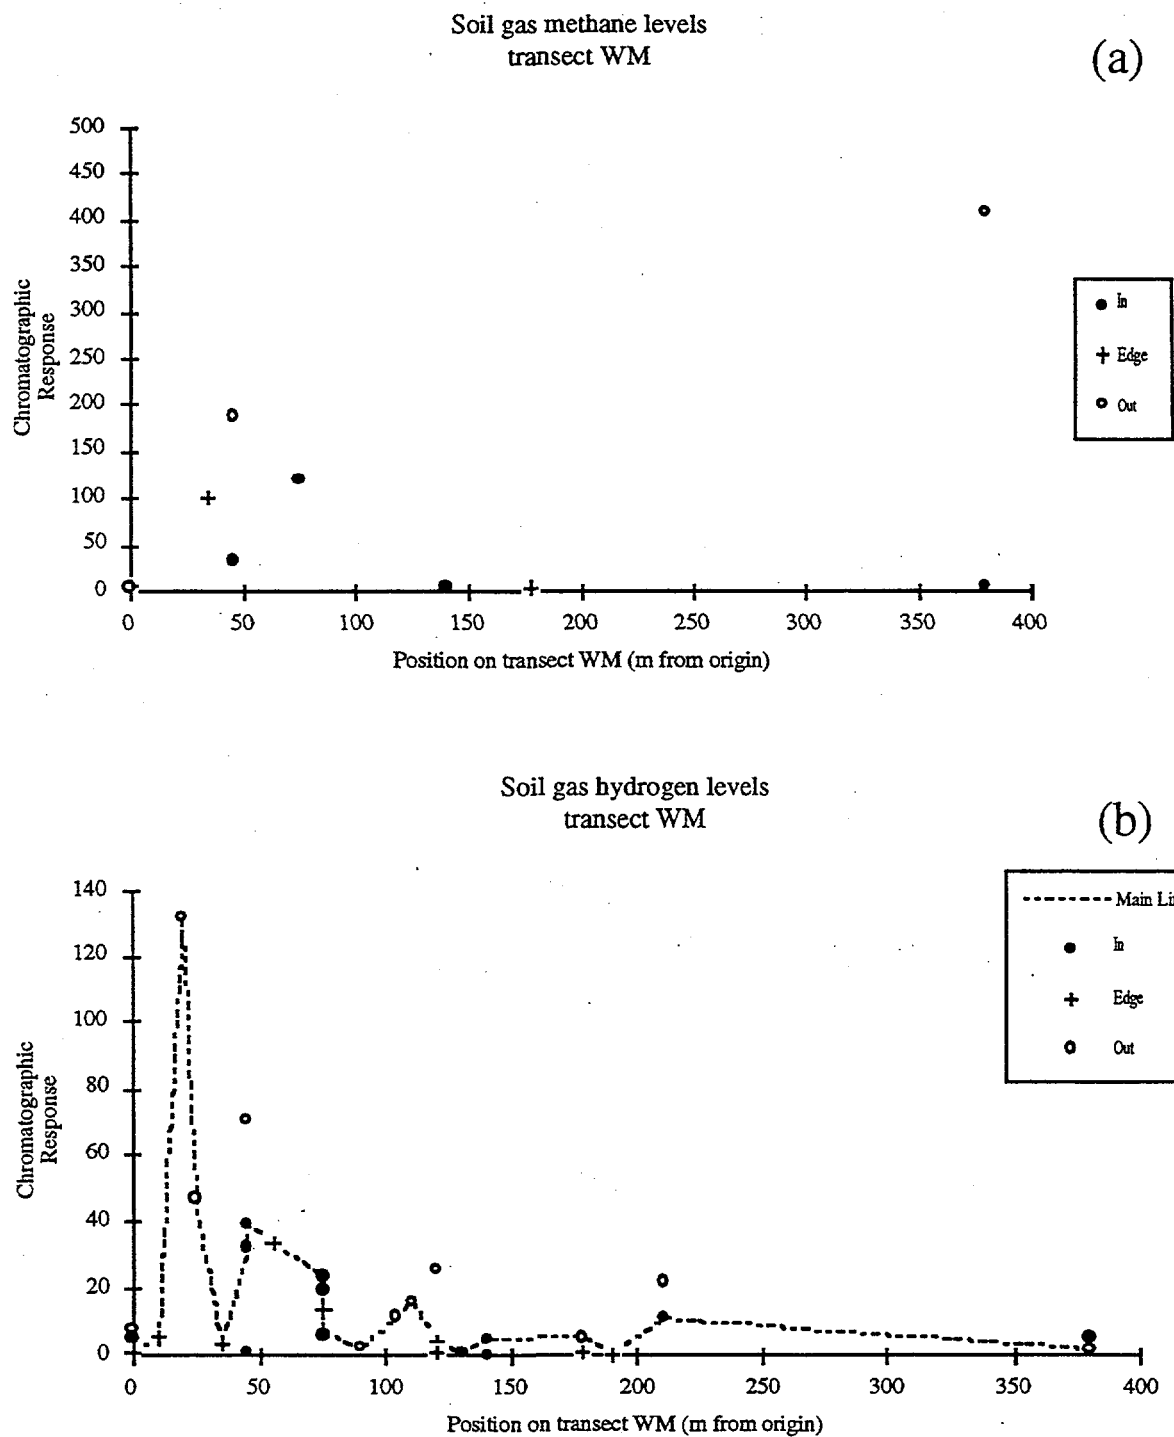 Soil gas methane levels
transect WM
(a)
500
450
400
350
300
250
200
150
100
50
0
Chromatographic
Response
0 50 100 150 200 250 300 350 400
Position on transect WM (m from origin)
In
Edge
Out
Soil gas hydrogen levels
transect WM
(b)
140
120
100
80
60
40
20
0
Chromatographic
Response
0 50 100 150 200 250 300 350 400
Position on transect WM (m from origin)
Main Li
In
Edge
Out